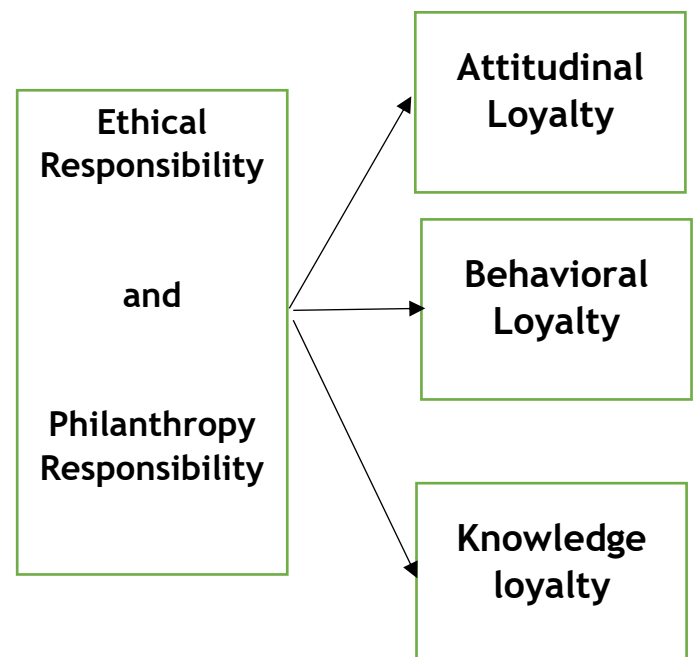 Ethical
Responsibility
and
Philanthropy
Responsibility
Attitudinal
Loyalty
Behavioral
Loyalty
Knowledge
loyalty